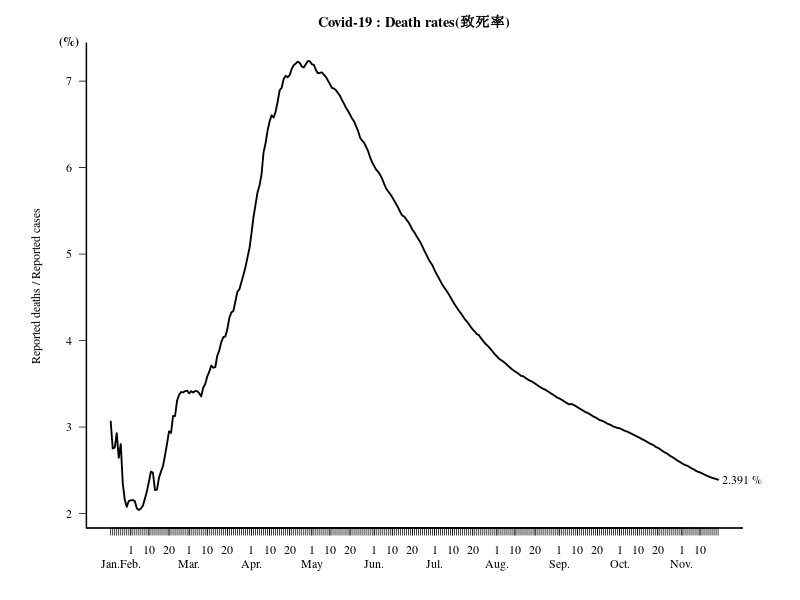 Covid-19 : Death rates(致死率)
(%)
7
6
5
4
3
2
Reported deaths / Reported cases
2.391 %
1 10 20 1 10 20 1 10 20 1 10 20 1 10 20 1 10 20 1 10 20 1 10 20 1 10 20 1 10
Jan.Feb. Mar. Apr. May Jun. Jul. Aug. Sep. Oct. Nov.